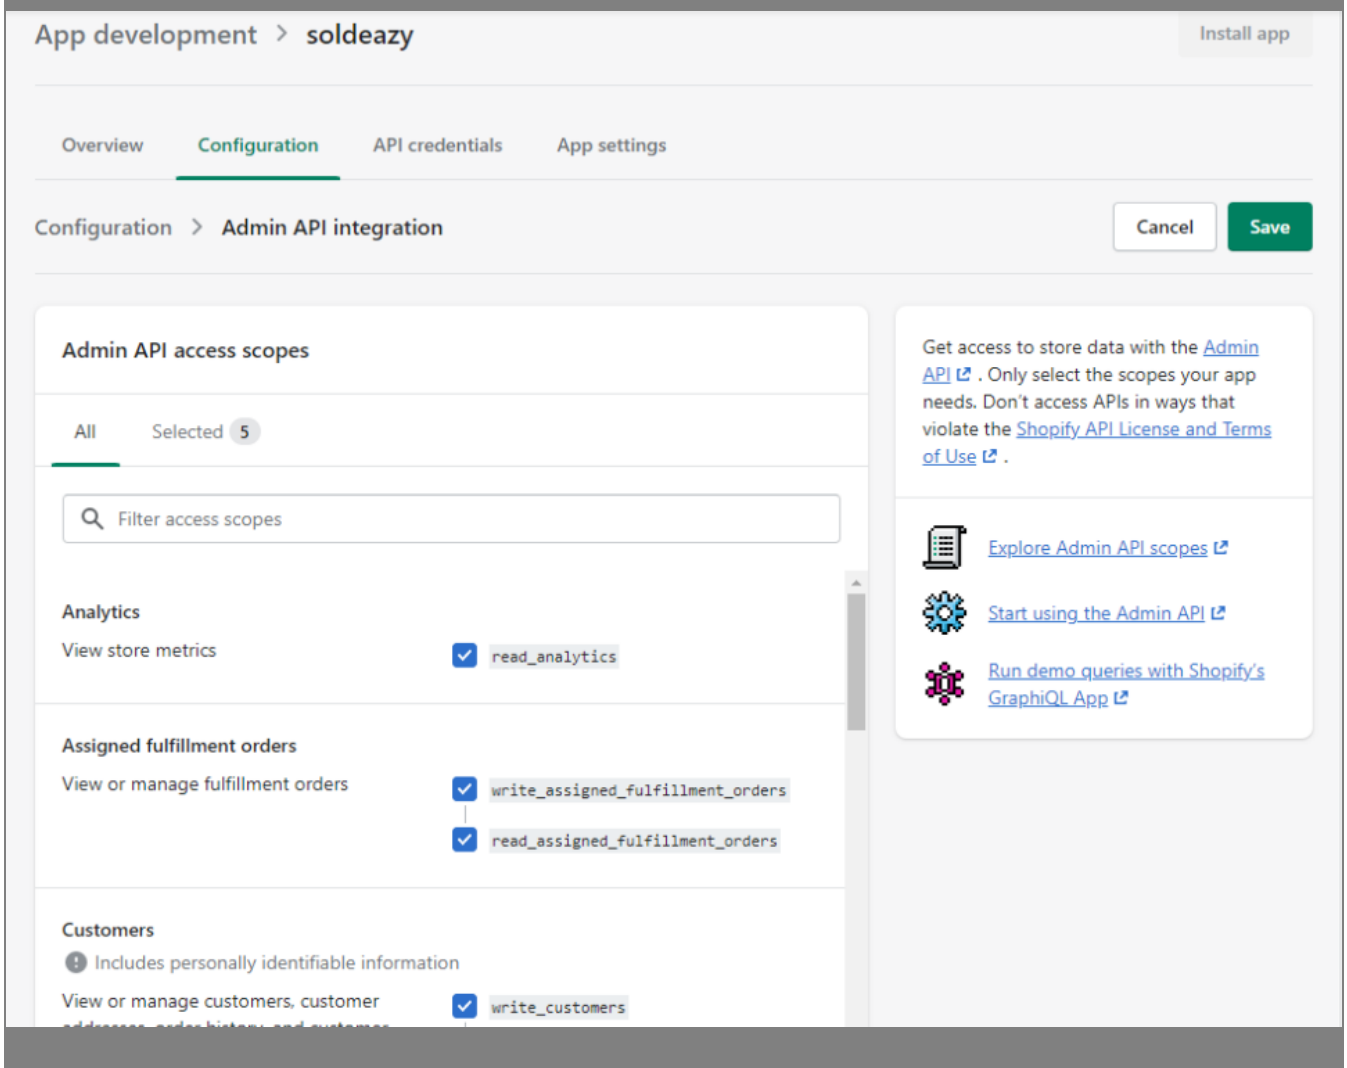 App development > soldeazy
Install app
Overview
Configuration
API credentials
App settings
Configuration > Admin API integration
Cancel
Save
Admin API access scopes
All
Selected 5
Filter access scopes
Analytics
View store metrics
read_analytics
Assigned fulfillment orders
View or manage fulfillment orders
write_assigned_fulfillment_orders
read_assigned_fulfillment_orders
Customers
Includes personally identifiable information
View or manage customers, customer
addresses, order history, and customer
write_customers
Get access to store data with the Admin
API . Only select the scopes your app
needs. Don't access APIs in ways that
violate the Shopify API License and Terms
of Use .
Explore Admin API scopes
Start using the Admin API
Run demo queries with Shopify's
GraphiQL App